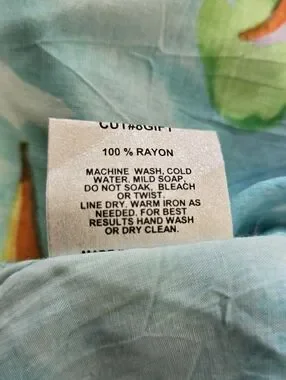 CUT#8GIFT
100 % RAYON
MACHINE WASH, COLD
WATER. MILD SOAP,
DO NOT SOAK, BLEACH
OR TWIST.
LINE DRY. WARM IRON AS
NEEDED. FOR BEST
RESULTS HAND WASH
OR DRY CLEAN.